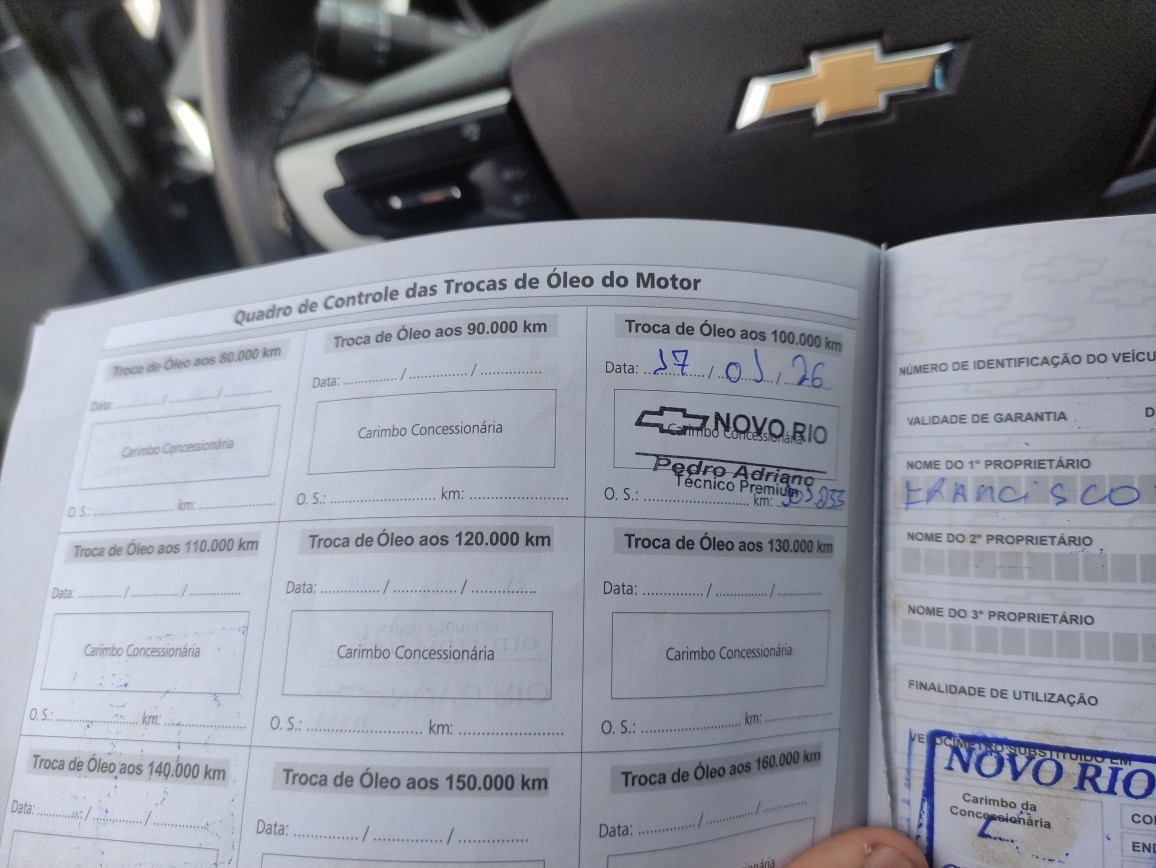 Quadro de Controle das Trocas de Óleo do Motor
Troca de Óleo aos 80.000 km
Data: ............./............../..............
Carimbo Concessionária
O. S.: .................... km: ....................
Troca de Óleo aos 90.000 km
Data: ............./............../..............
Carimbo Concessionária
O. S.: .......................... km: ....................
Troca de Óleo aos 100.000 km
Data: 17 / 01 / 26
NOVO RIO
Carimbo Concessionária
Pedro Adriano
Técnico Premium
O. S.: .......................... km:
Troca de Óleo aos 110.000 km
Data: ............./............../..............
Carimbo Concessionária
O. S.: .................... km: ....................
Troca de Óleo aos 120.000 km
Data: ............./............../..............
Carimbo Concessionária
O. S.: .......................... km: ....................
Troca de Óleo aos 130.000 km
Data: ............./............../..............
Carimbo Concessionária
O. S.: .......................... km: ....................
Troca de Óleo aos 140.000 km
Data: ............./............../..............
Troca de Óleo aos 150.000 km
Data: ............./............../..............
Troca de Óleo aos 160.000 km
Data: ............./............../..............
NÚMERO DE IDENTIFICAÇÃO DO VEÍCU
VALIDADE DE GARANTIA D
NOME DO 1º PROPRIETÁRIO
FRANCISCO
NOME DO 2º PROPRIETÁRIO
NOME DO 3º PROPRIETÁRIO
FINALIDADE DE UTILIZAÇÃO
VELOCÍMETRO SUBSTITUÍDO EM
NOVO RIO
Carimbo da
Concessionária
CO
END